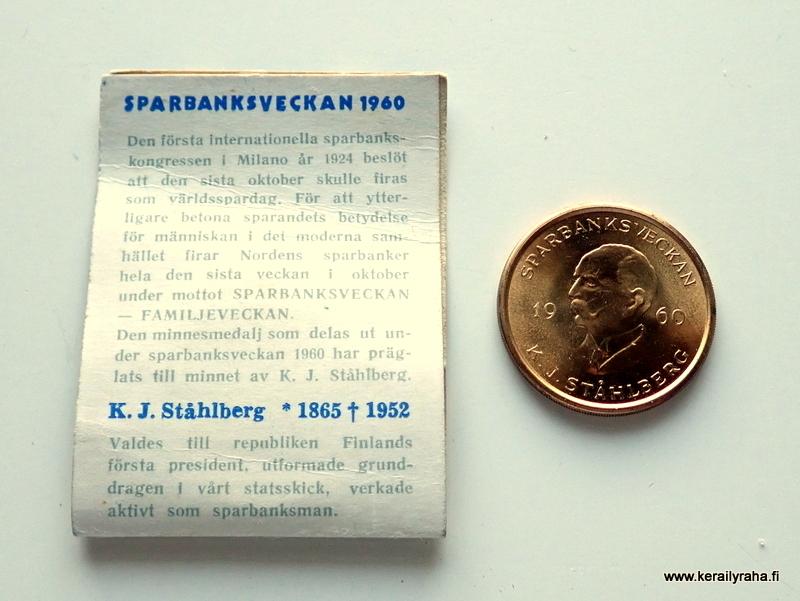 SPARBANKSVECKAN 1960
Den första internationella sparbanks-
kongressen i Milano år 1924 beslöt
att den sista oktober skulle firas
som världsspardag. För att ytter-
ligare betona sparandets betydelse
för människan i det moderna sam-
hället firar Nordens sparbanker
hela den sista veckan i oktober
under mottot SPARBANKSVECKAN
— FAMILJEVECKAN.
Den minnesmedalj som delas ut un-
der sparbanksveckan 1960 har präg-
lats till minnet av K. J. Ståhlberg.
K. J. Ståhlberg * 1865 † 1952
Valdes till republiken Finlands
första president, utformade grund-
dragen i vårt statsskick, verkade
aktivt som sparbanksman.
SPARBANKSVECKAN
1960
K. J. STÅHLBERG
www.kerailyraha.fi